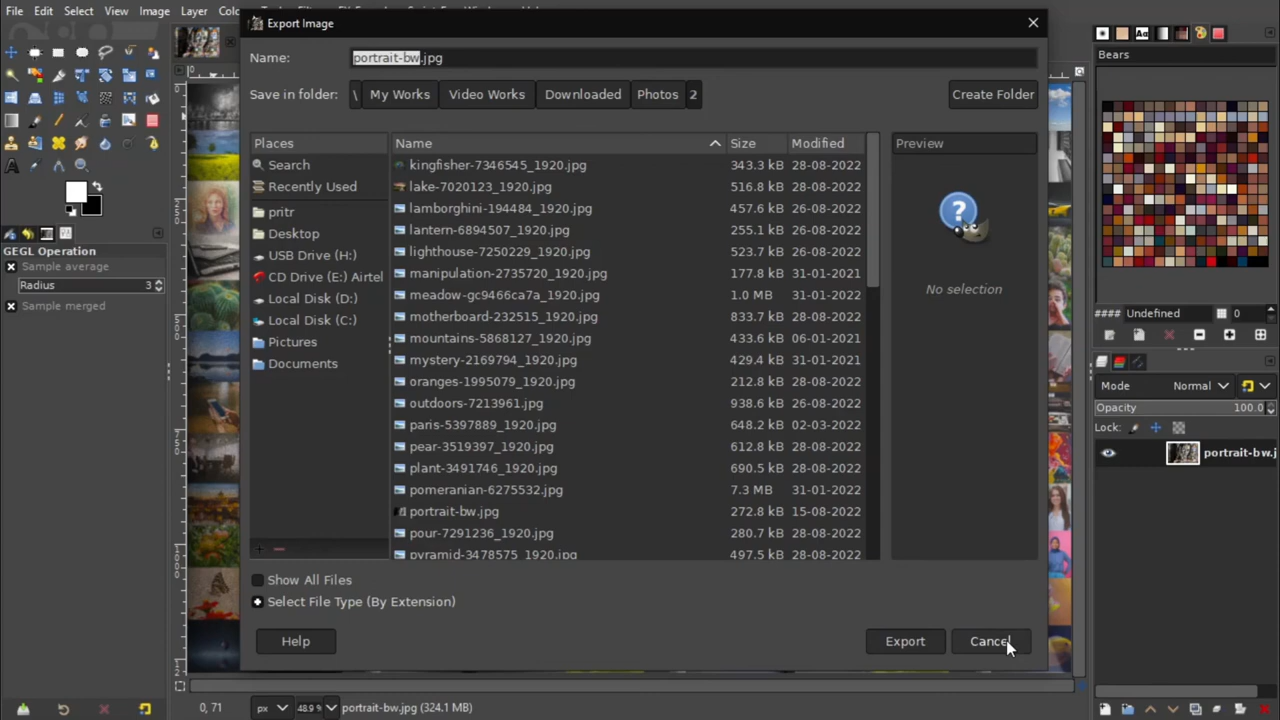 File Edit Select View Image Layer
Export Image
Name: portrait-bw.jpg
Save in folder: \ My Works Video Works Downloaded Photos 2 Create Folder
Places Name Size Modified Preview
Search kingfisher-7346545_1920.jpg 343.3 kB 28-08-2022
Recently Used lake-7020123_1920.jpg 516.8 kB 28-08-2022
pritr lamborghini-194484_1920.jpg 457.6 kB 26-08-2022
Desktop lantern-6894507_1920.jpg 255.1 kB 26-08-2022
USB Drive (H:) lighthouse-7250229_1920.jpg 523.7 kB 26-08-2022
CD Drive (E:) Airtel manipulation-2735720_1920.jpg 177.8 kB 31-01-2021
Local Disk (D:) meadow-gc9466ca7a_1920.jpg 1.0 MB 31-01-2022
Local Disk (C:) motherboard-232515_1920.jpg 833.7 kB 28-08-2022
Pictures mountains-5868127_1920.jpg 433.6 kB 06-01-2021
Documents mystery-2169794_1920.jpg 429.4 kB 31-01-2021
oranges-1995079_1920.jpg 212.8 kB 28-08-2022
outdoors-7213961.jpg 938.6 kB 26-08-2022
paris-5397889_1920.jpg 648.2 kB 02-03-2022
pear-3519397_1920.jpg 612.8 kB 28-08-2022
plant-3491746_1920.jpg 690.5 kB 28-08-2022
pomeranian-6275532.jpg 7.3 MB 31-01-2022
portrait-bw.jpg 272.8 kB 15-08-2022
pour-7291236_1920.jpg 280.7 kB 28-08-2022
pyramid-3478575_1920.jpg 497.5 kB 28-08-2022
No selection
Show All Files
Select File Type (By Extension)
Help Export Cancel
GEGL Operation
Sample average
Radius 3
Sample merged
Bears
#### Undefined 0
Mode Normal
Opacity 100.0
Lock:
portrait-bw.j
0, 71 px 48.9 % portrait-bw.jpg (324.1 MB)